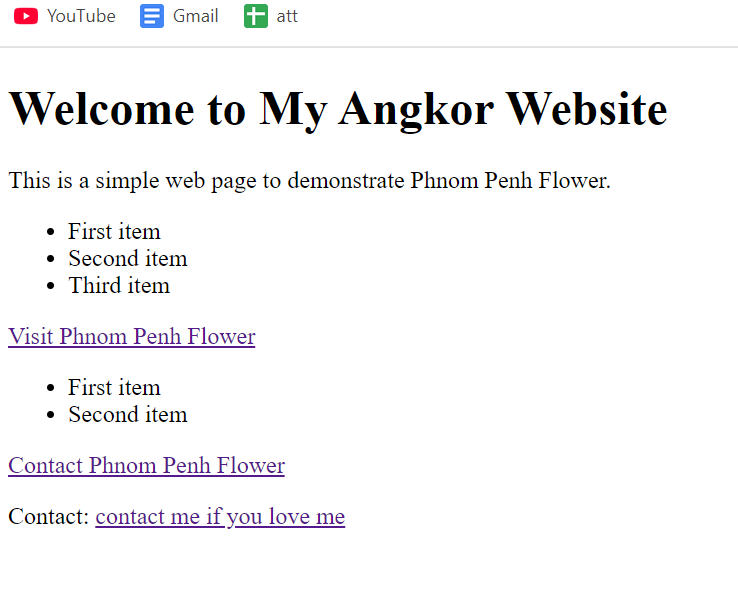 YouTube Gmail att
Welcome to My Angkor Website
This is a simple web page to demonstrate Phnom Penh Flower.
First item
Second item
Third item
Visit Phnom Penh Flower
First item
Second item
Contact Phnom Penh Flower
Contact: contact me if you love me